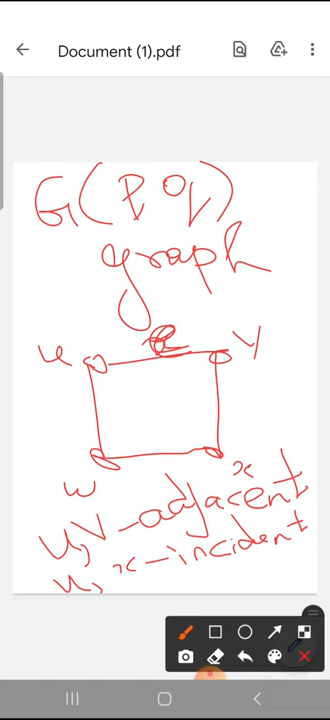 Document (1).pdf
G(p q)
graph
u v
w x
u,v-adjacent
u, x-incident